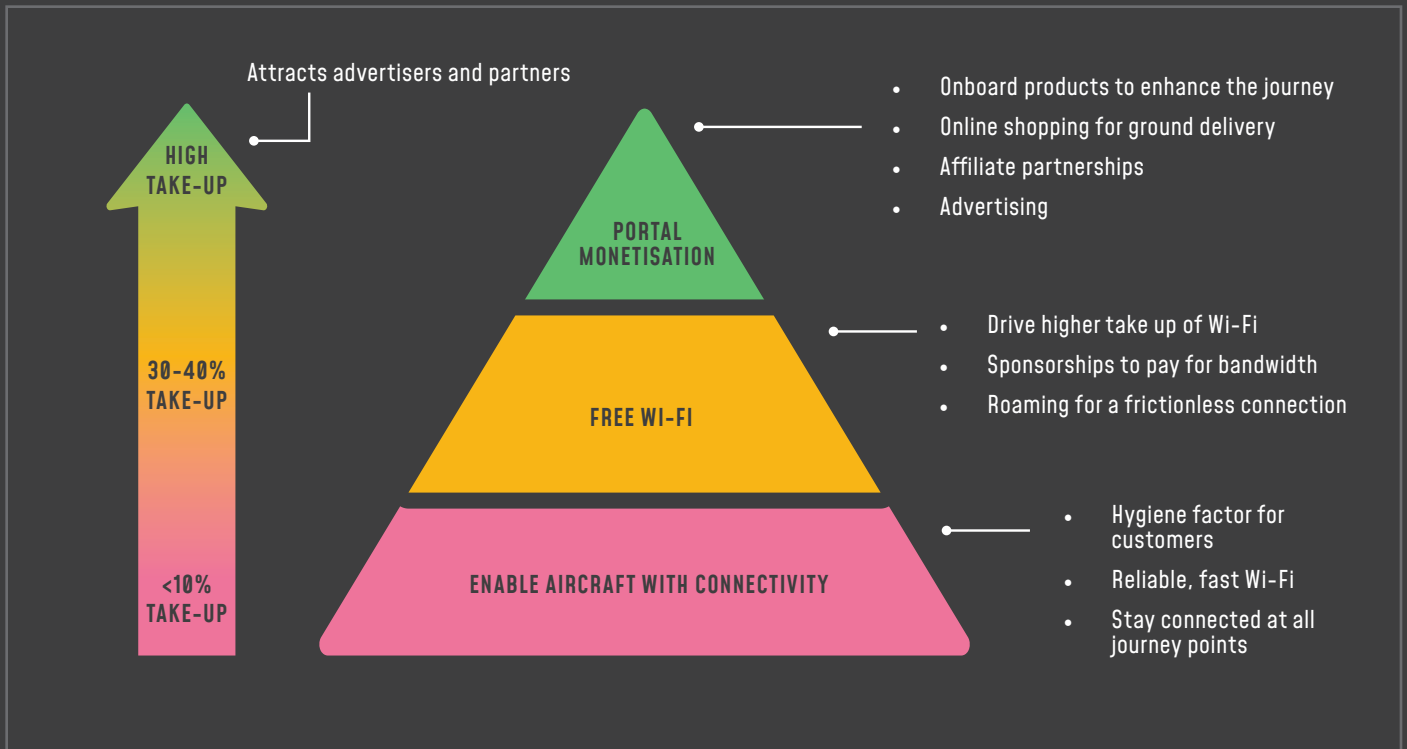 Attracts advertisers and partners
HIGH
TAKE-UP
30-40%
TAKE-UP
<10%
TAKE-UP
PORTAL
MONETISATION
FREE WI-FI
ENABLE AIRCRAFT WITH CONNECTIVITY
• Onboard products to enhance the journey
• Online shopping for ground delivery
• Affiliate partnerships
• Advertising
• Drive higher take up of Wi-Fi
• Sponsorships to pay for bandwidth
• Roaming for a frictionless connection
• Hygiene factor for
customers
• Reliable, fast Wi-Fi
• Stay connected at all
journey points